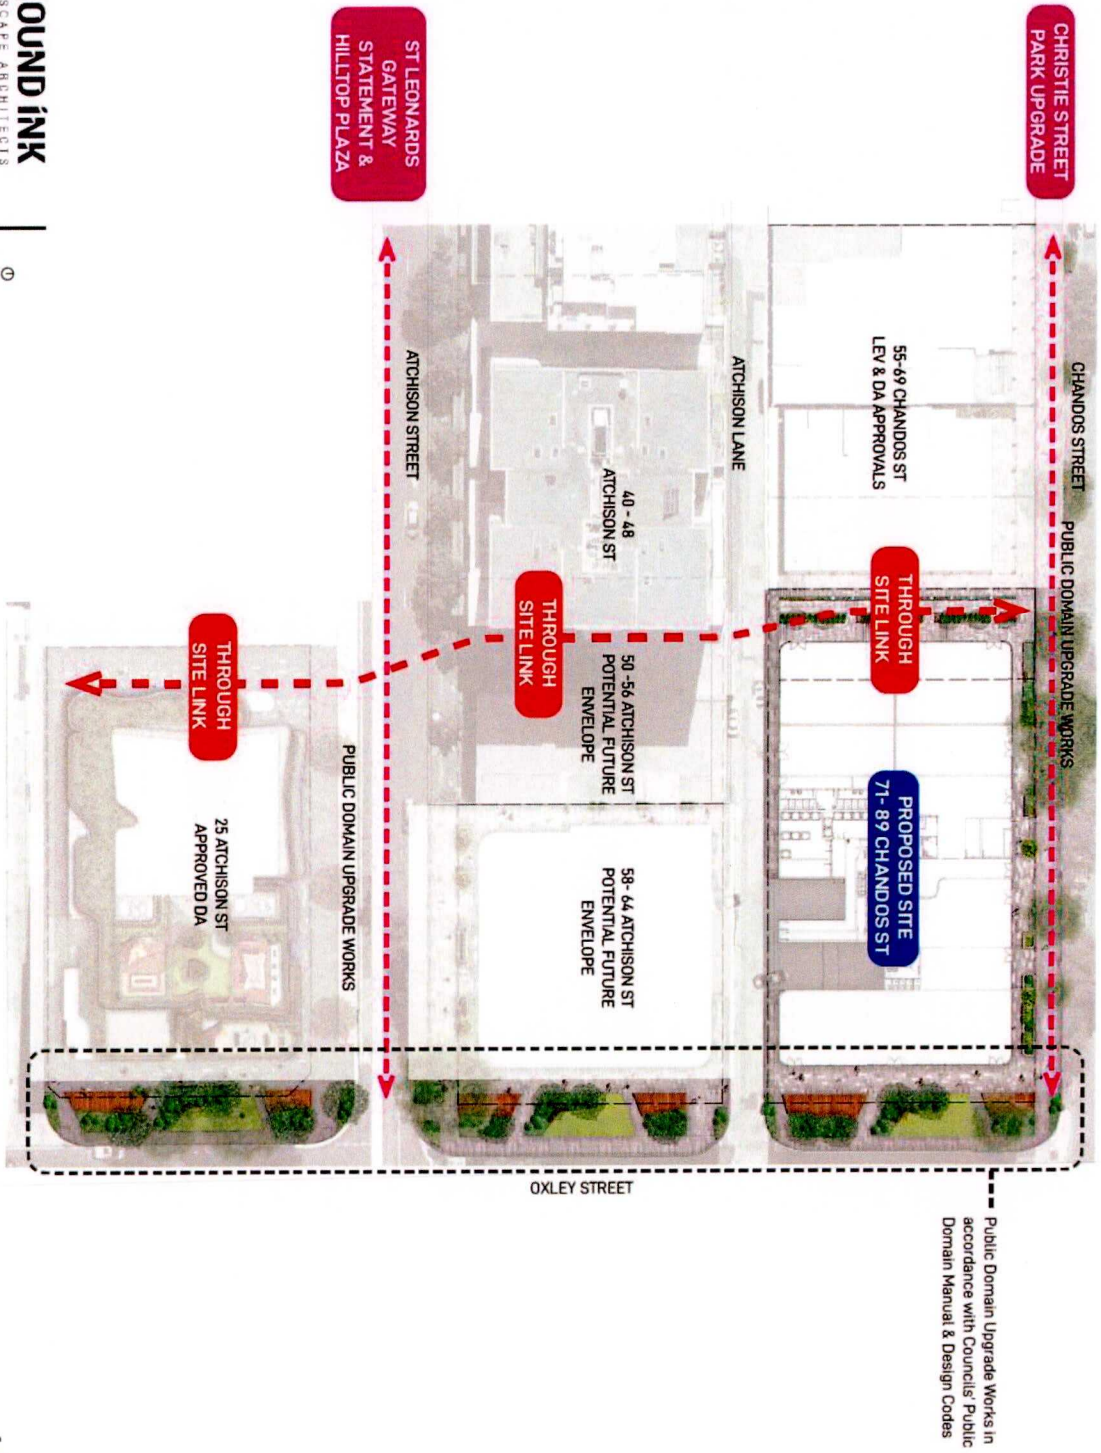 CHRISTIE STREET
PARK UPGRADE
CHANDOS STREET
PUBLIC DOMAIN UPGRADE WORKS
55-69 CHANDOS ST
LEV & DA APPROVALS
THROUGH
SITE LINK
PROPOSED SITE
71- 89 CHANDOS ST
Public Domain Upgrade Works in
accordance with Councils' Public
Domain Manual & Design Codes
ATCHISON LANE
40 - 48
ATCHISON ST
THROUGH
SITE LINK
50 -56 ATCHISON ST
POTENTIAL FUTURE
ENVELOPE
58- 64 ATCHISON ST
POTENTIAL FUTURE
ENVELOPE
OXLEY STREET
ST LEONARDS
GATEWAY
STATEMENT &
HILLTOP PLAZA
ATCHISON STREET
PUBLIC DOMAIN UPGRADE WORKS
THROUGH
SITE LINK
25 ATCHISON ST
APPROVED DA
OUND iNK
SCAPE ARCHITECTS